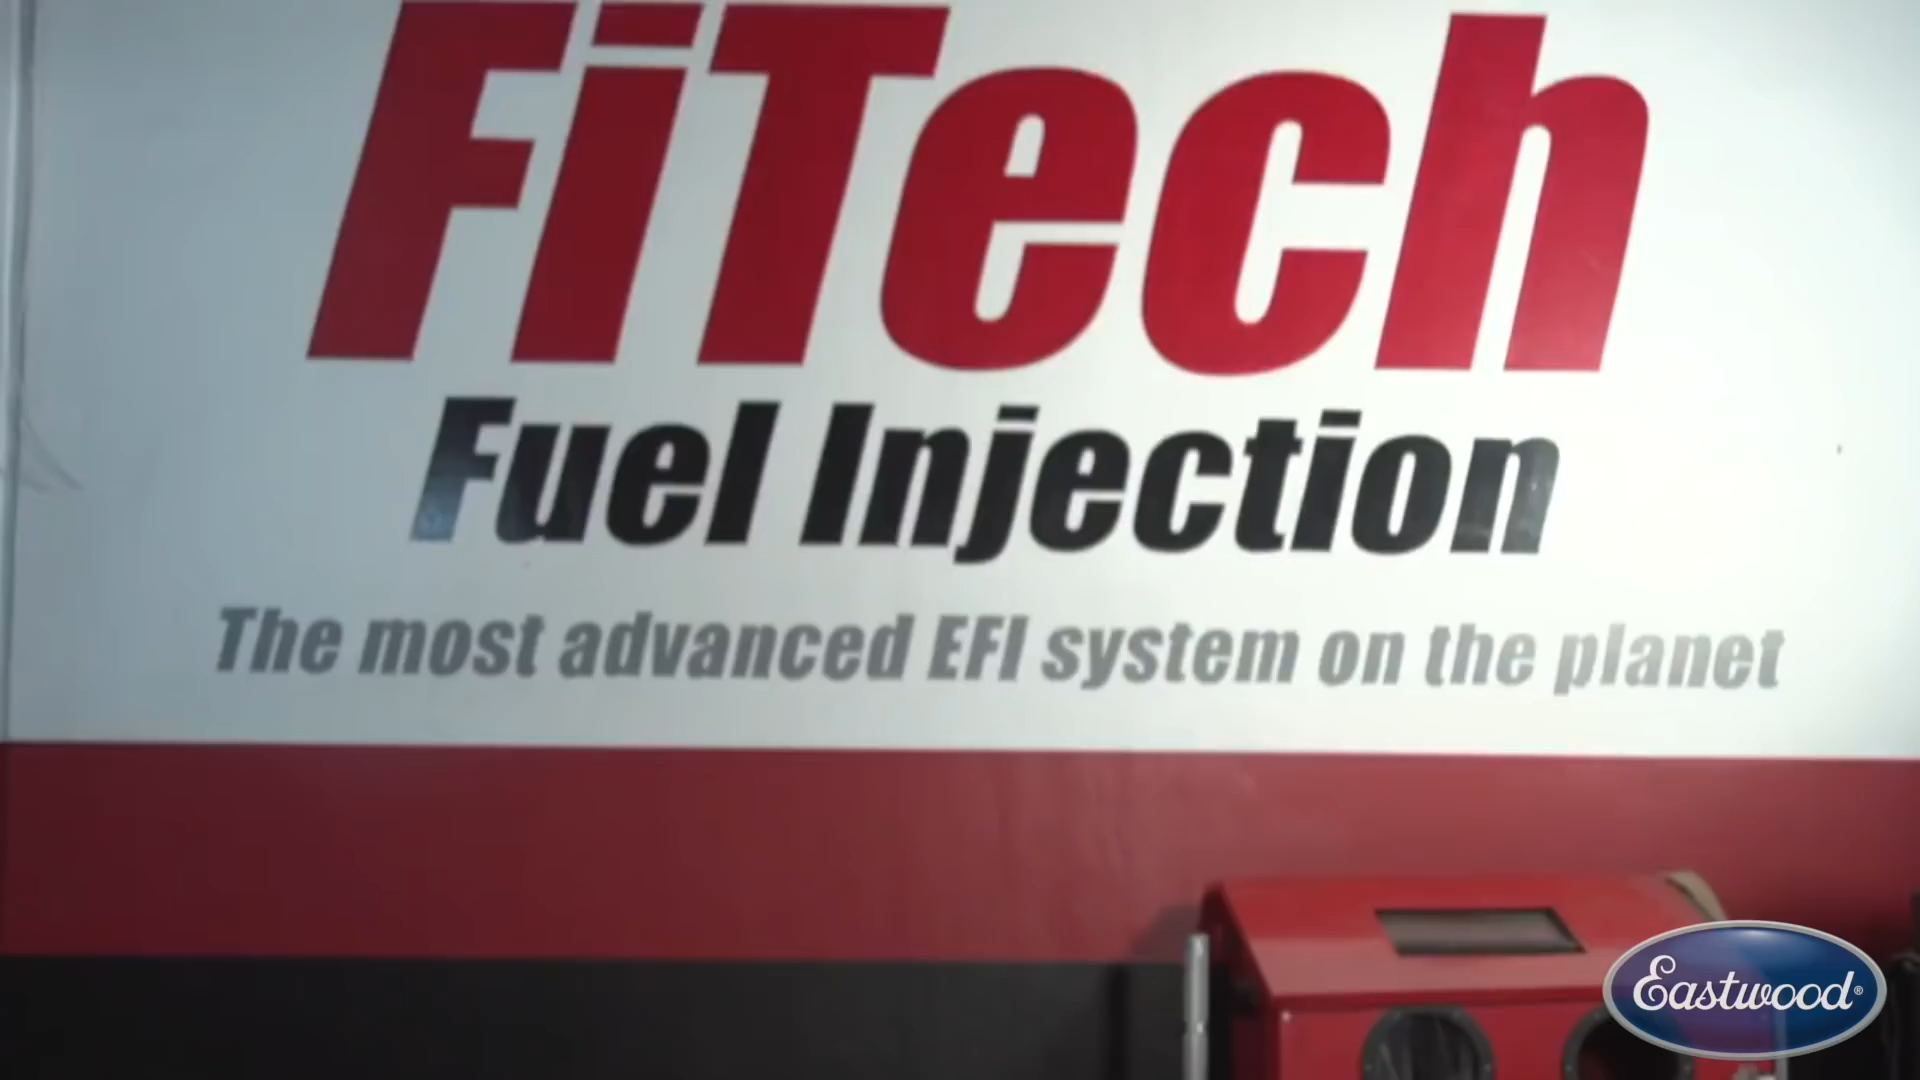 FiTech
Fuel Injection
The most advanced EFI system on the planet
Eastwood®